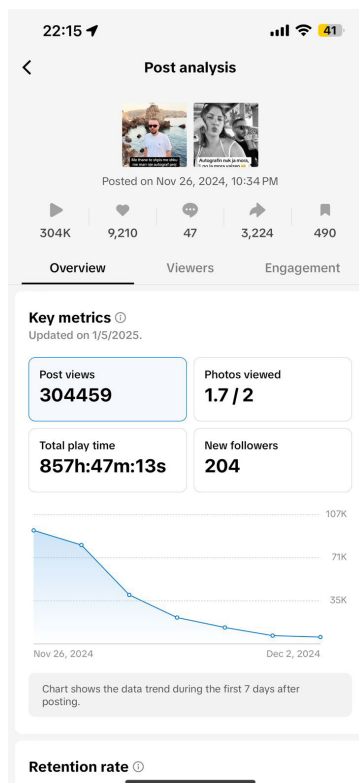 22:15
41
Post analysis
Posted on Nov 26, 2024, 10:34 PM
304K 9,210 47 3,224 490
Overview Viewers Engagement
Key metrics
Updated on 1/5/2025.
Post views Photos viewed
304459 1.7 / 2
Total play time New followers
857h:47m:13s 204
107K
71K
35K
Nov 26, 2024 Dec 2, 2024
Chart shows the data trend during the first 7 days after
posting.
Retention rate